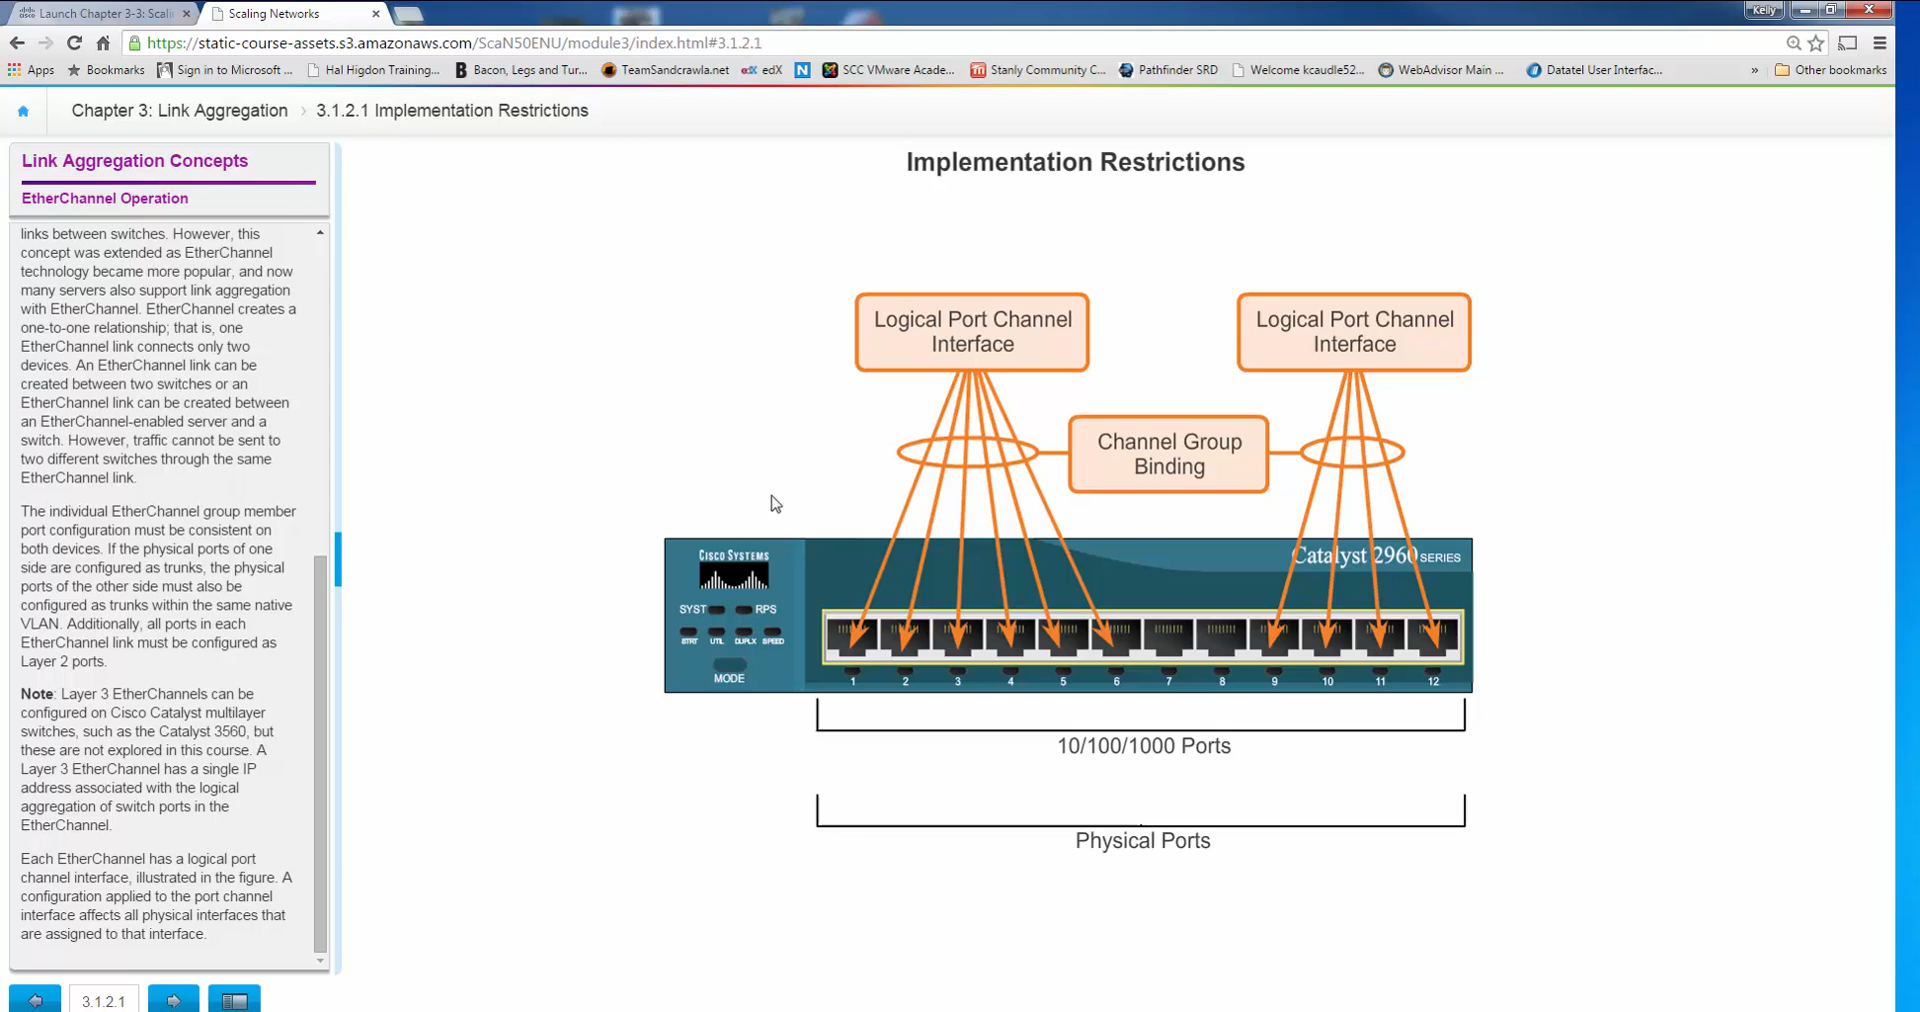 Launch Chapter 3-3: Scali
Scaling Networks
Kelly
https://static-course-assets.s3.amazonaws.com/ScaN50ENU/module3/index.html#3.1.2.1
Apps
Bookmarks
Sign in to Microsoft ...
Hal Higdon Training...
Bacon, Legs and Tur...
TeamSandcrawla.net
edX
SCC VMware Acade...
Stanly Community C...
Pathfinder SRD
Welcome kcaudle52...
WebAdvisor Main ...
Datatel User Interfac...
»
Other bookmarks
Chapter 3: Link Aggregation › 3.1.2.1 Implementation Restrictions
Link Aggregation Concepts
EtherChannel Operation
links between switches. However, this
concept was extended as EtherChannel
technology became more popular, and now
many servers also support link aggregation
with EtherChannel. EtherChannel creates a
one-to-one relationship; that is, one
EtherChannel link connects only two
devices. An EtherChannel link can be
created between two switches or an
EtherChannel link can be created between
an EtherChannel-enabled server and a
switch. However, traffic cannot be sent to
two different switches through the same
EtherChannel link.
The individual EtherChannel group member
port configuration must be consistent on
both devices. If the physical ports of one
side are configured as trunks, the physical
ports of the other side must also be
configured as trunks within the same native
VLAN. Additionally, all ports in each
EtherChannel link must be configured as
Layer 2 ports.
Note: Layer 3 EtherChannels can be
configured on Cisco Catalyst multilayer
switches, such as the Catalyst 3560, but
these are not explored in this course. A
Layer 3 EtherChannel has a single IP
address associated with the logical
aggregation of switch ports in the
EtherChannel.
Each EtherChannel has a logical port
channel interface, illustrated in the figure. A
configuration applied to the port channel
interface affects all physical interfaces that
are assigned to that interface.
3.1.2.1
Implementation Restrictions
Logical Port Channel
Interface
Logical Port Channel
Interface
Channel Group
Binding
CISCO SYSTEMS
Catalyst 2960 SERIES
SYST RPS
STRT UTIL DUPLX SPEED
MODE
1 2 3 4 5 6 7 8 9 10 11 12
10/100/1000 Ports
Physical Ports